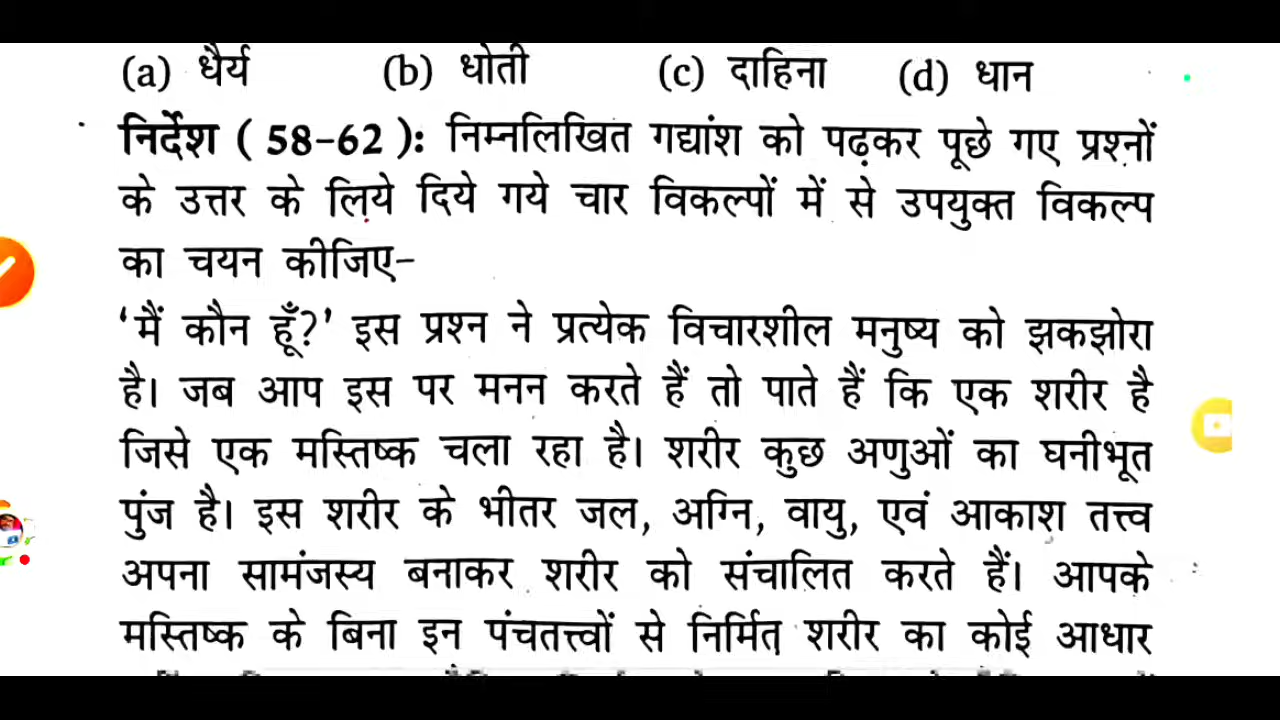 (a) धैर्य (b) धोती (c) दाहिना (d) धान
निर्देश ( 58-62 ): निम्नलिखित गद्यांश को पढ़कर पूछे गए प्रश्नों
के उत्तर के लिये दिये गये चार विकल्पों में से उपयुक्त विकल्प
का चयन कीजिए-
'मैं कौन हूँ?' इस प्रश्न ने प्रत्येक विचारशील मनुष्य को झकझोरा
है। जब आप इस पर मनन करते हैं तो पाते हैं कि एक शरीर है
जिसे एक मस्तिष्क चला रहा है। शरीर कुछ अणुओं का घनीभूत
पुंज है। इस शरीर के भीतर जल, अग्नि, वायु, एवं आकाश तत्त्व
अपना सामंजस्य बनाकर शरीर को संचालित करते हैं। आपके
मस्तिष्क के बिना इन पंचतत्त्वों से निर्मित शरीर का कोई आधार